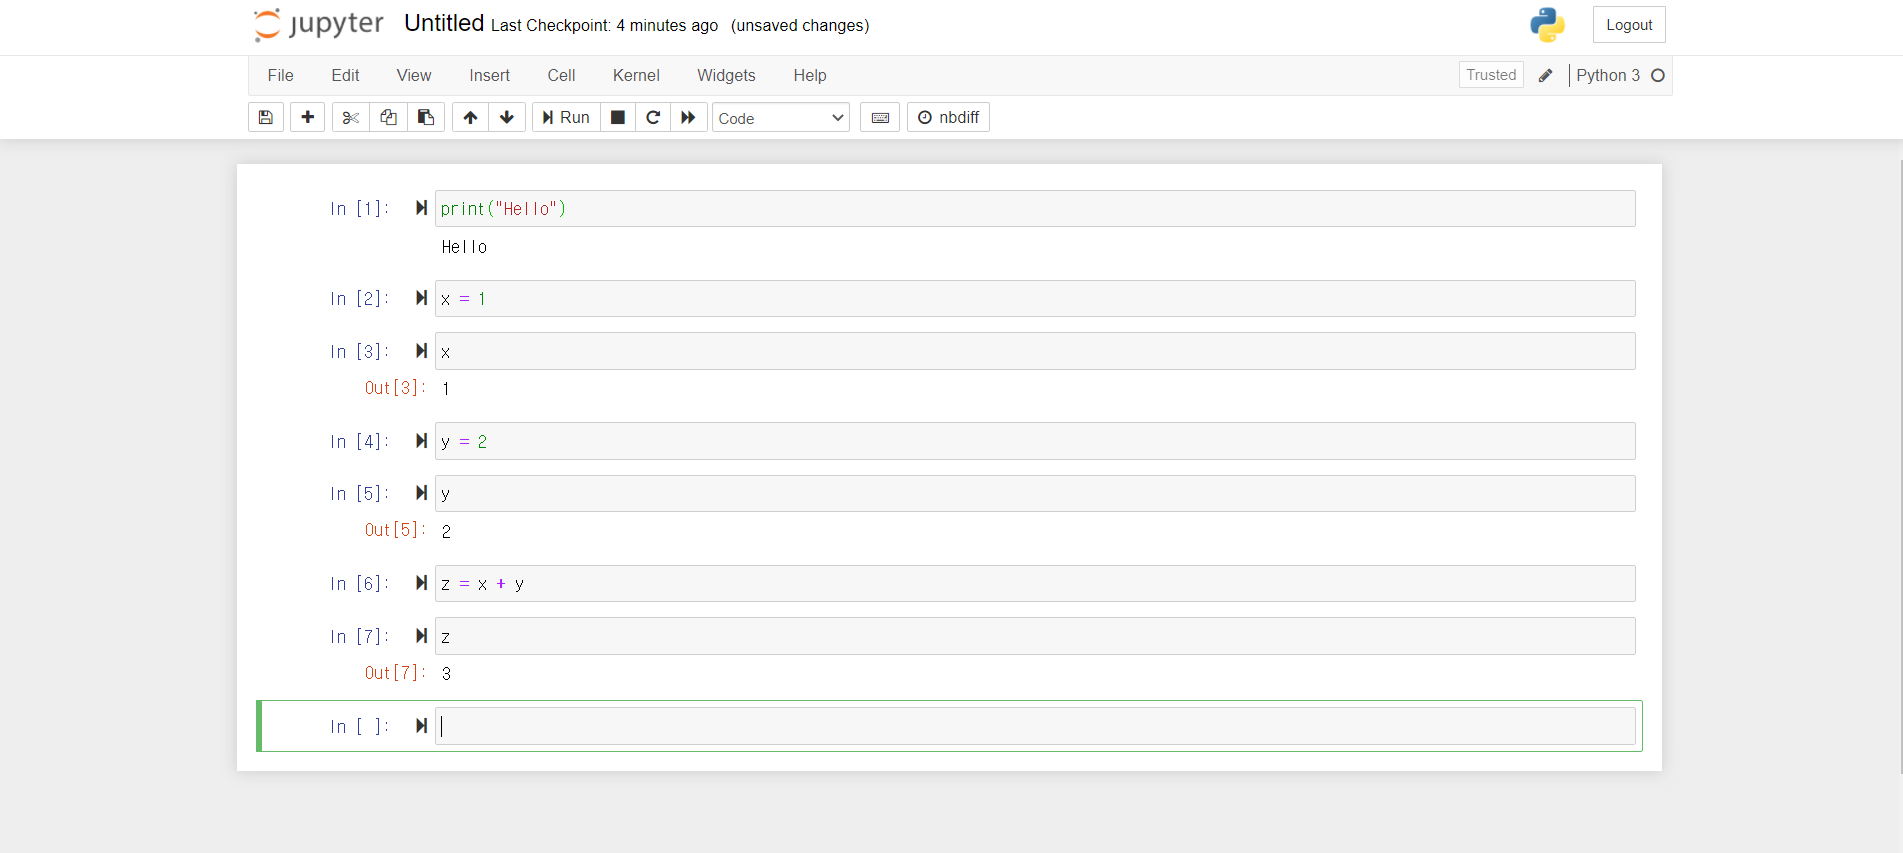 jupyter Untitled Last Checkpoint: 4 minutes ago (unsaved changes) Logout
File Edit View Insert Cell Kernel Widgets Help Trusted Python 3
Run Code nbdiff
In [1]: print("Hello")
Hello
In [2]: x = 1
In [3]: x
Out[3]: 1
In [4]: y = 2
In [5]: y
Out[5]: 2
In [6]: z = x + y
In [7]: z
Out[7]: 3
In [ ]: